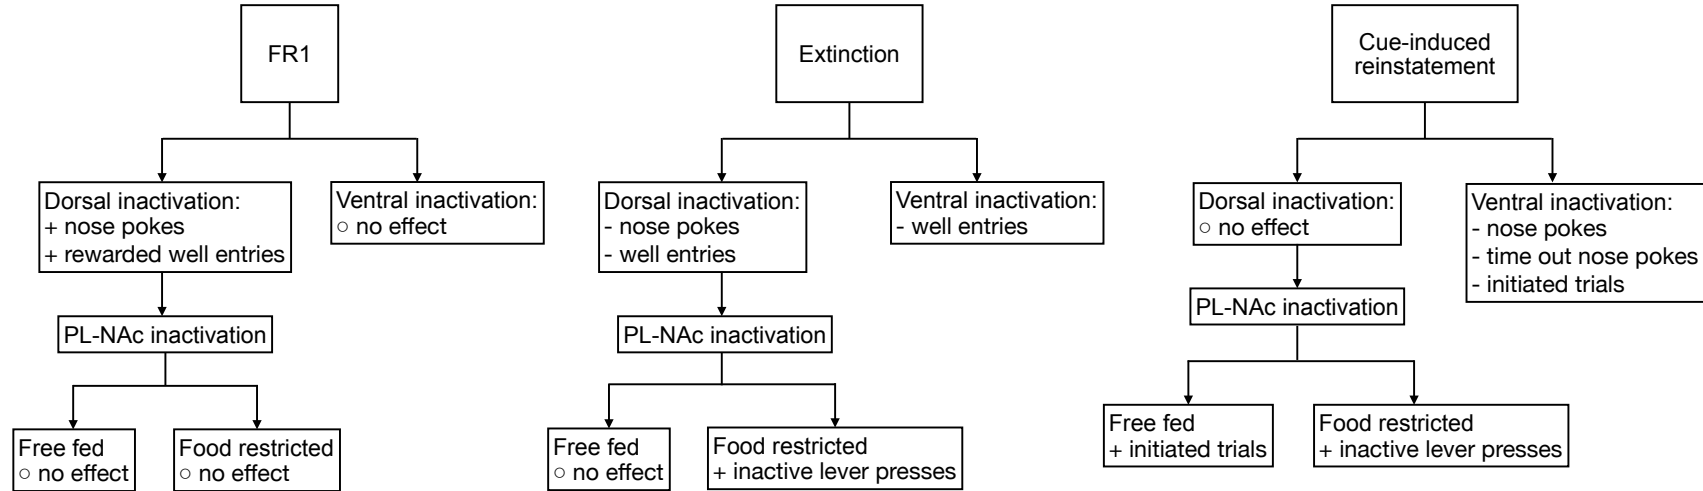 FR1
Dorsal inactivation:
+ nose pokes
+ rewarded well entries
Ventral inactivation:
○ no effect
PL-NAc inactivation
Free fed
○ no effect
Food restricted
○ no effect
Extinction
Dorsal inactivation:
- nose pokes
- well entries
Ventral inactivation:
- well entries
PL-NAc inactivation
Free fed
○ no effect
Food restricted
+ inactive lever presses
Cue-induced
reinstatement
Dorsal inactivation:
○ no effect
Ventral inactivation:
- nose pokes
- time out nose pokes
- initiated trials
PL-NAc inactivation
Free fed
+ initiated trials
Food restricted
+ inactive lever presses